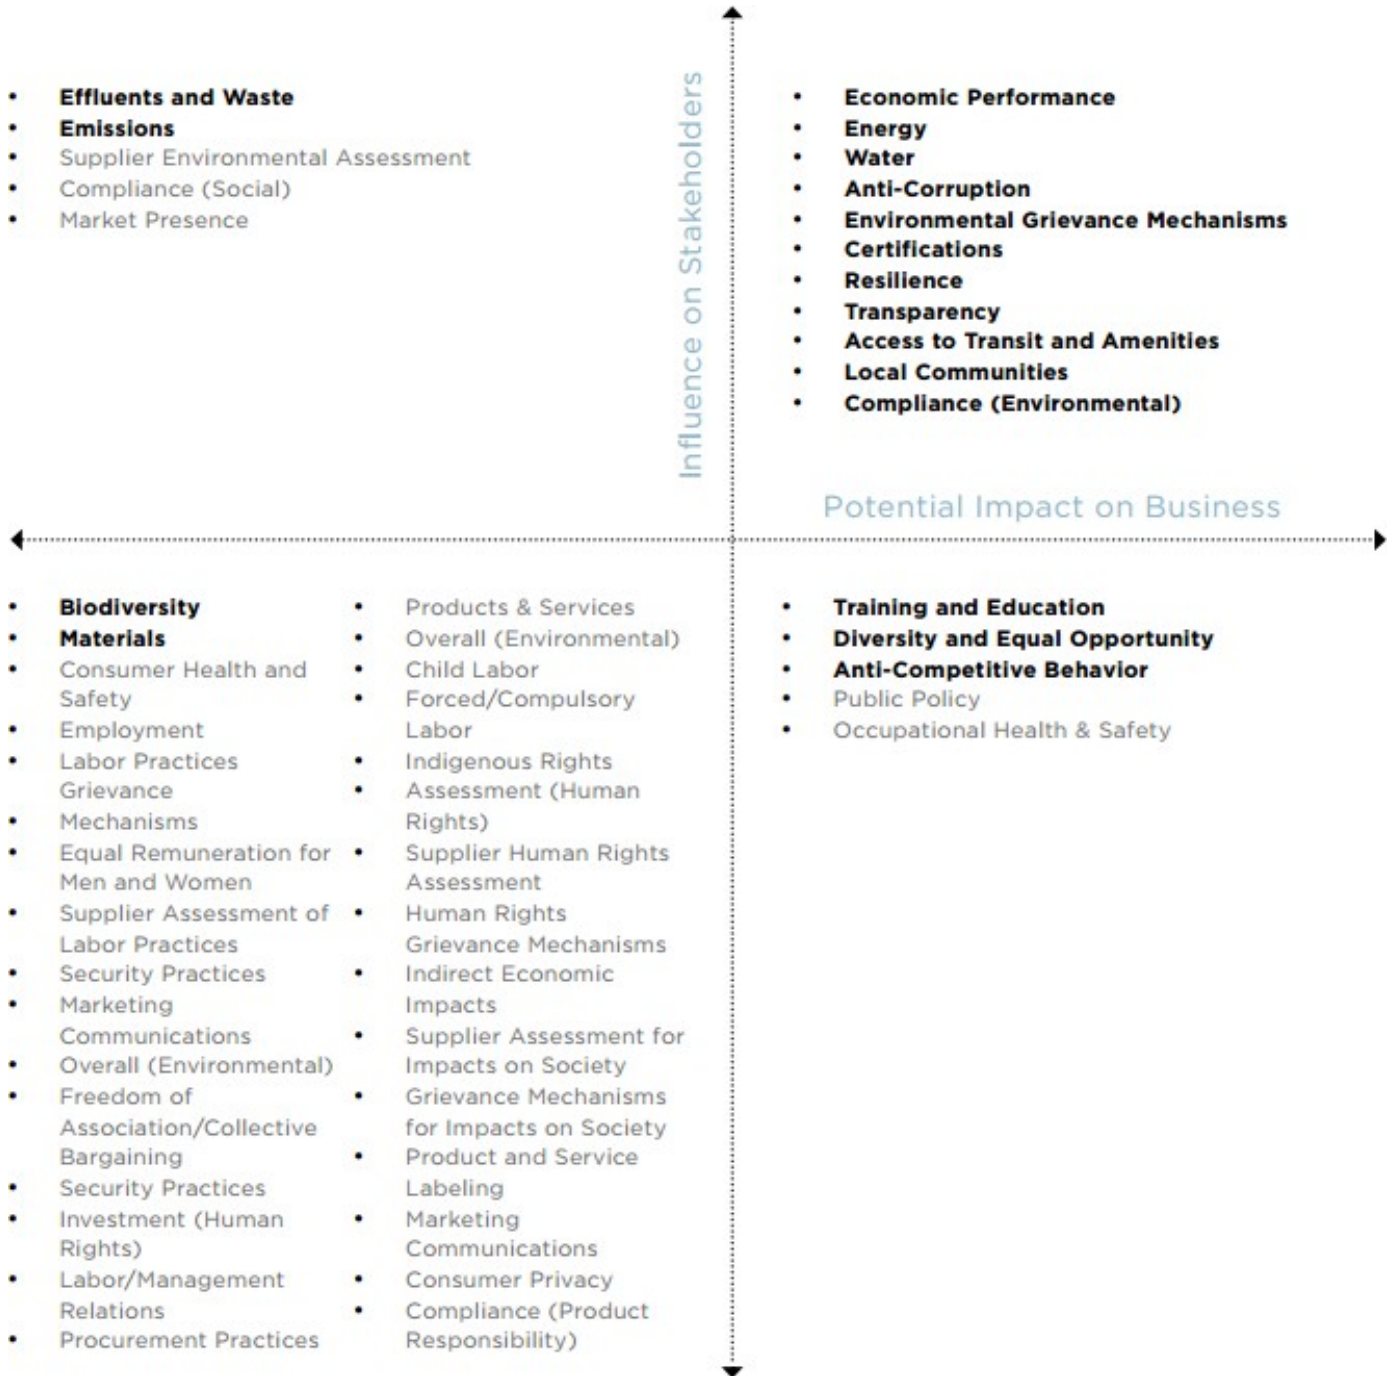 • Effluents and Waste
• Emissions
• Supplier Environmental Assessment
• Compliance (Social)
• Market Presence
Influence on Stakeholders
• Economic Performance
• Energy
• Water
• Anti-Corruption
• Environmental Grievance Mechanisms
• Certifications
• Resilience
• Transparency
• Access to Transit and Amenities
• Local Communities
• Compliance (Environmental)
Potential Impact on Business
• Biodiversity
• Materials
• Consumer Health and
Safety
• Employment
• Labor Practices
Grievance
• Mechanisms
• Equal Remuneration for
Men and Women
• Supplier Assessment of
Labor Practices
• Security Practices
• Marketing
Communications
• Overall (Environmental)
• Freedom of
Association/Collective
Bargaining
• Security Practices
• Investment (Human
Rights)
• Labor/Management
Relations
• Procurement Practices
• Products & Services
• Overall (Environmental)
• Child Labor
• Forced/Compulsory
Labor
• Indigenous Rights
• Assessment (Human
Rights)
• Supplier Human Rights
Assessment
• Human Rights
Grievance Mechanisms
• Indirect Economic
Impacts
• Supplier Assessment for
Impacts on Society
• Grievance Mechanisms
for Impacts on Society
• Product and Service
Labeling
• Marketing
Communications
• Consumer Privacy
• Compliance (Product
Responsibility)
• Training and Education
• Diversity and Equal Opportunity
• Anti-Competitive Behavior
• Public Policy
• Occupational Health & Safety